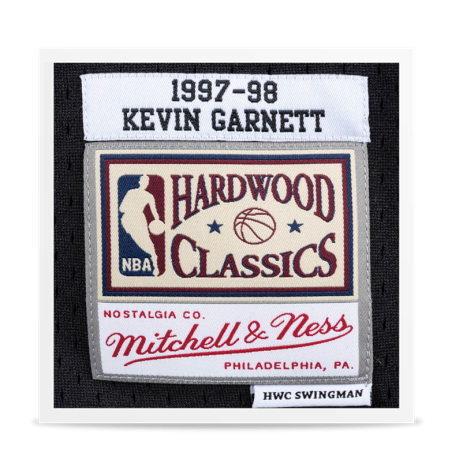 1997-98
KEVIN GARNETT
HARDWOOD
NBA
CLASSICS
NOSTALGIA CO.
Mitchell & Ness
PHILADELPHIA, PA.
HWC SWINGMAN